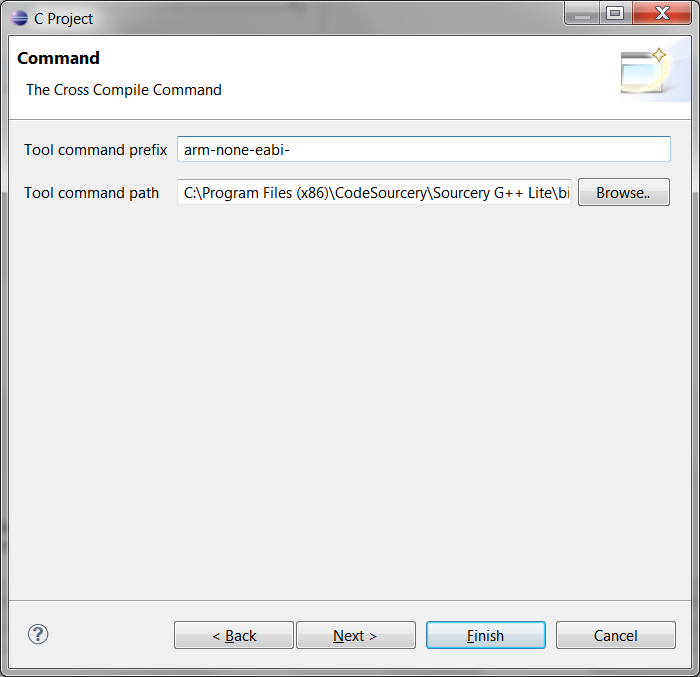 C Project
Command
The Cross Compile Command
Tool command prefix arm-none-eabi-
Tool command path C:\Program Files (x86)\CodeSourcery\Sourcery G++ Lite\bi Browse..
? < Back Next > Finish Cancel